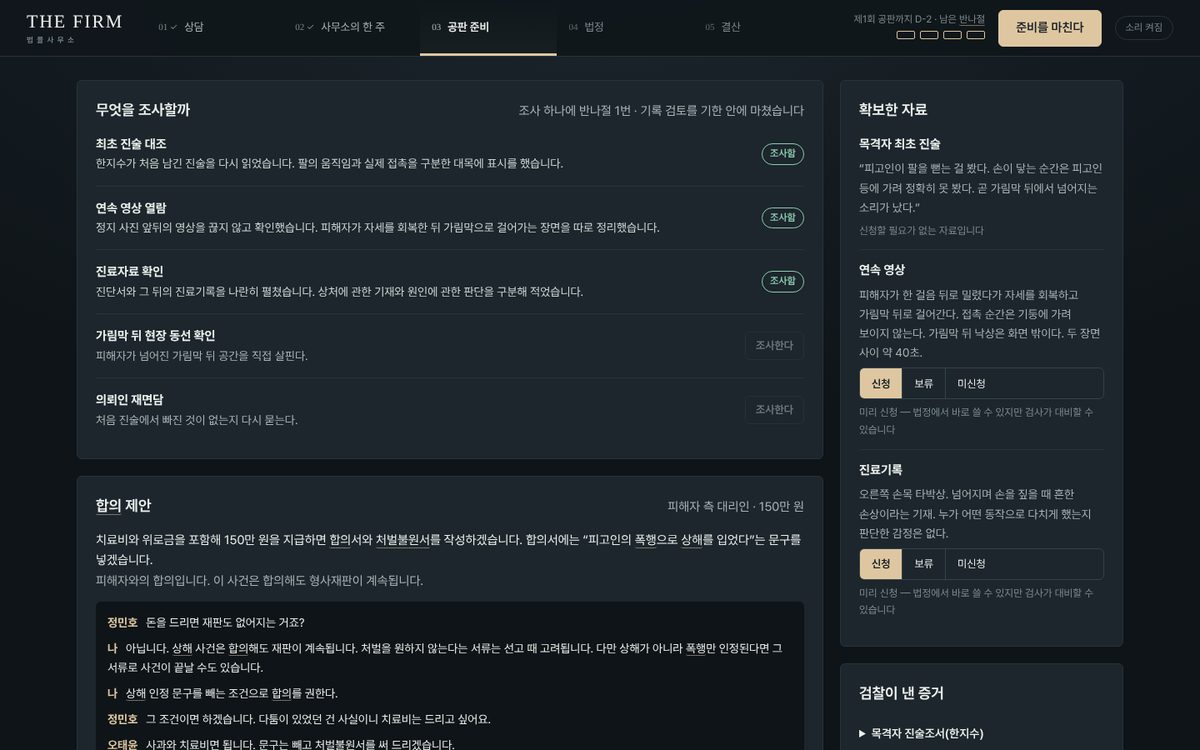 THE FIRM
법률사무소
01 ✓ 상담
02 ✓ 사무소의 한 주
03 공판 준비
04 법정
05 결산
제1회 공판까지 D-2 · 남은 반나절
준비를 마친다
소리 켜짐
무엇을 조사할까
조사 하나에 반나절 1번 · 기록 검토를 기한 안에 마쳤습니다
최초 진술 대조
한지수가 처음 남긴 진술을 다시 읽었습니다. 팔의 움직임과 실제 접촉을 구분한 대목에 표시를 했습니다.
조사함
연속 영상 열람
정지 사진 앞뒤의 영상을 끊지 않고 확인했습니다. 피해자가 자세를 회복한 뒤 가림막으로 걸어가는 장면을 따로 정리했습니다.
조사함
진료자료 확인
진단서와 그 뒤의 진료기록을 나란히 펼쳤습니다. 상처에 관한 기재와 원인에 관한 판단을 구분해 적었습니다.
조사함
가림막 뒤 현장 동선 확인
피해자가 넘어진 가림막 뒤 공간을 직접 살핀다.
조사한다
의뢰인 재면담
처음 진술에서 빠진 것이 없는지 다시 묻는다.
조사한다
합의 제안
피해자 측 대리인 · 150만 원
치료비와 위로금을 포함해 150만 원을 지급하면 합의서와 처벌불원서를 작성하겠습니다. 합의서에는 “피고인의 폭행으로 상해를 입었다”는 문구를
넣겠습니다.
피해자와의 합의입니다. 이 사건은 합의해도 형사재판이 계속됩니다.
정민호 돈을 드리면 재판도 없어지는 거죠?
나 아닙니다. 상해 사건은 합의해도 재판이 계속됩니다. 처벌을 원하지 않는다는 서류는 선고 때 고려됩니다. 다만 상해가 아니라 폭행만 인정된다면 그
서류로 사건이 끝날 수도 있습니다.
나 상해 인정 문구를 빼는 조건으로 합의를 권한다.
정민호 그 조건이면 하겠습니다. 다툼이 있었던 건 사실이니 치료비는 드리고 싶어요.
오태윤 사과와 치료비면 됩니다. 문구는 빼고 처벌불원서를 써 드리겠습니다.
확보한 자료
목격자 최초 진술
“피고인이 팔을 뻗는 걸 봤다. 손이 닿는 순간은 피고인
등에 가려 정확히 못 봤다. 곧 가림막 뒤에서 넘어지는
소리가 났다.”
신청할 필요가 없는 자료입니다
연속 영상
피해자가 한 걸음 뒤로 밀렸다가 자세를 회복하고
가림막 뒤로 걸어간다. 접촉 순간은 기둥에 가려
보이지 않는다. 가림막 뒤 낙상은 화면 밖이다. 두 장면
사이 약 40초.
신청 보류 미신청
미리 신청 — 법정에서 바로 쓸 수 있지만 검사가 대비할 수
있습니다
진료기록
오른쪽 손목 타박상. 넘어지며 손을 짚을 때 흔한
손상이라는 기재. 누가 어떤 동작으로 다치게 했는지
판단한 감정은 없다.
신청 보류 미신청
미리 신청 — 법정에서 바로 쓸 수 있지만 검사가 대비할 수
있습니다
검찰이 낸 증거
▶ 목격자 진술조서(한지수)